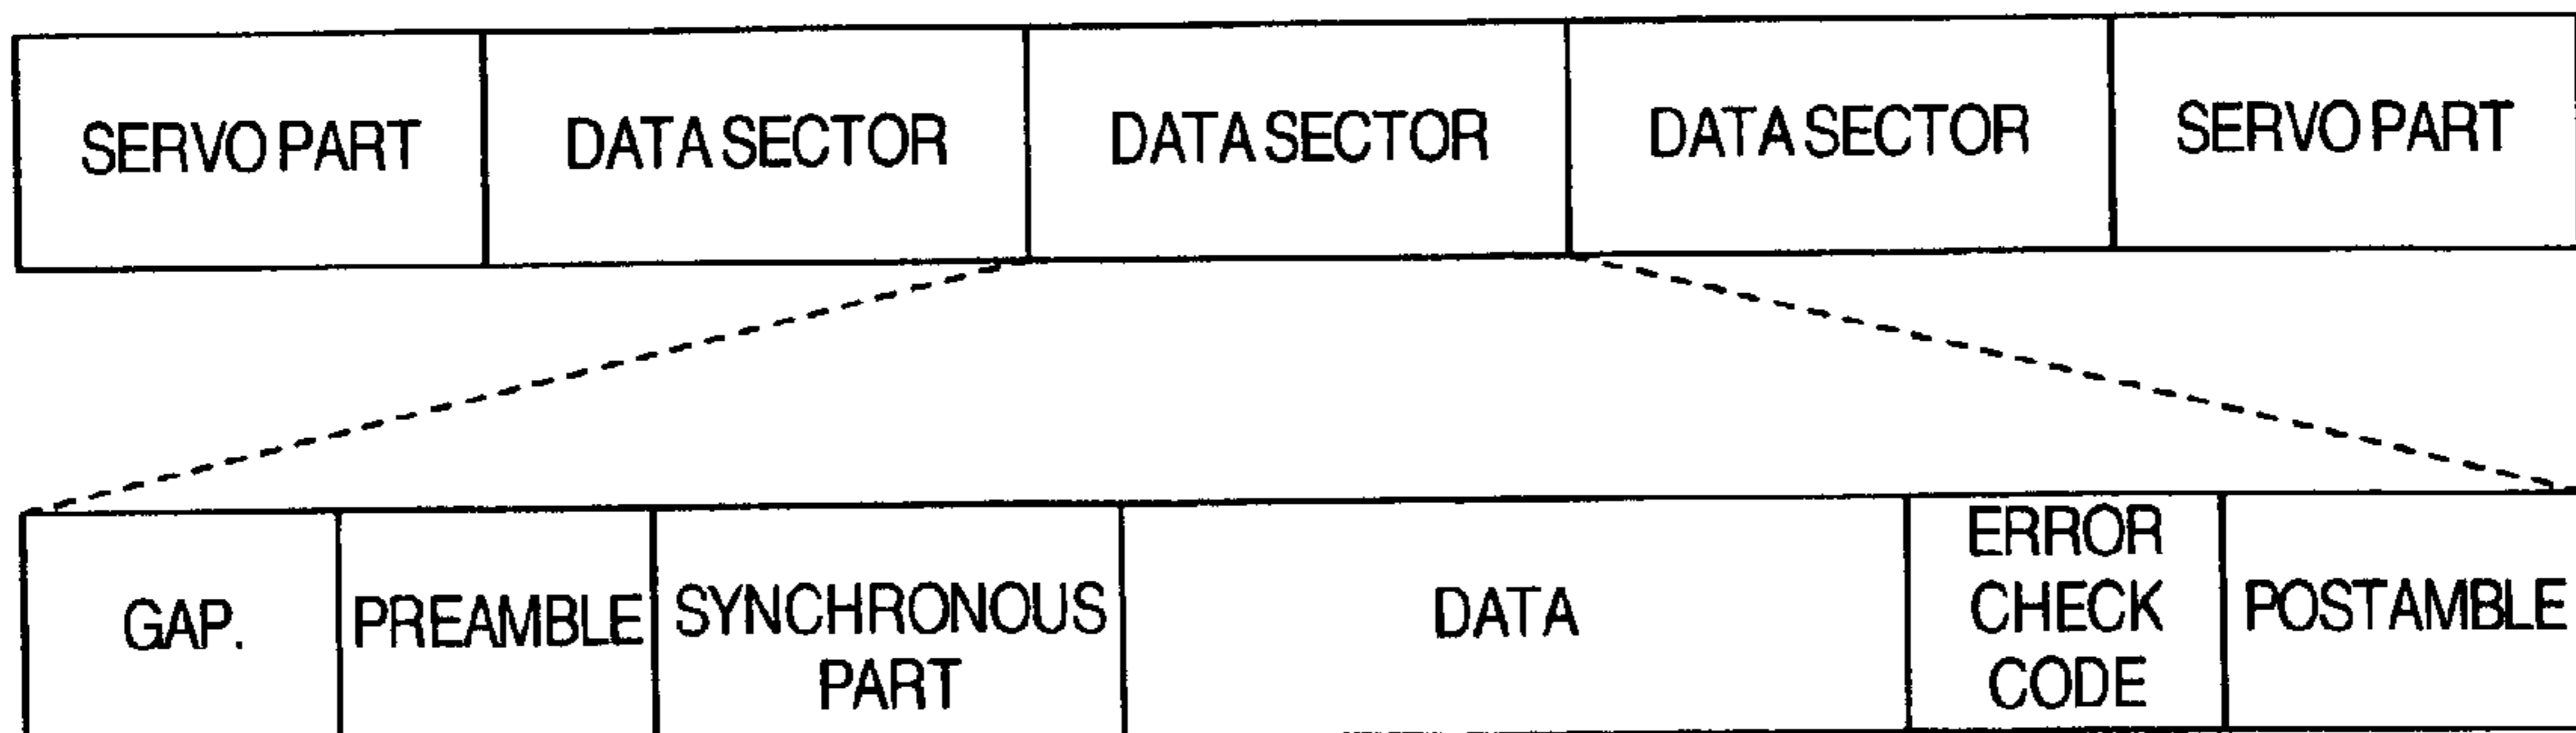 SERVO PART
DATA SECTOR
DATA SECTOR
DATA SECTOR
SERVO PART
GAP.
PREAMBLE
SYNCHRONOUS
PART
DATA
ERROR
CHECK
CODE
POSTAMBLE